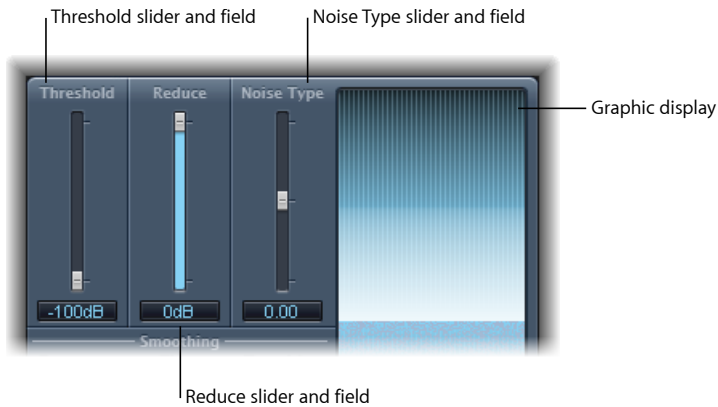 Threshold slider and field
Noise Type slider and field
Threshold
Reduce
Noise Type
Graphic display
-100dB
0dB
0.00
Smoothing
Reduce slider and field